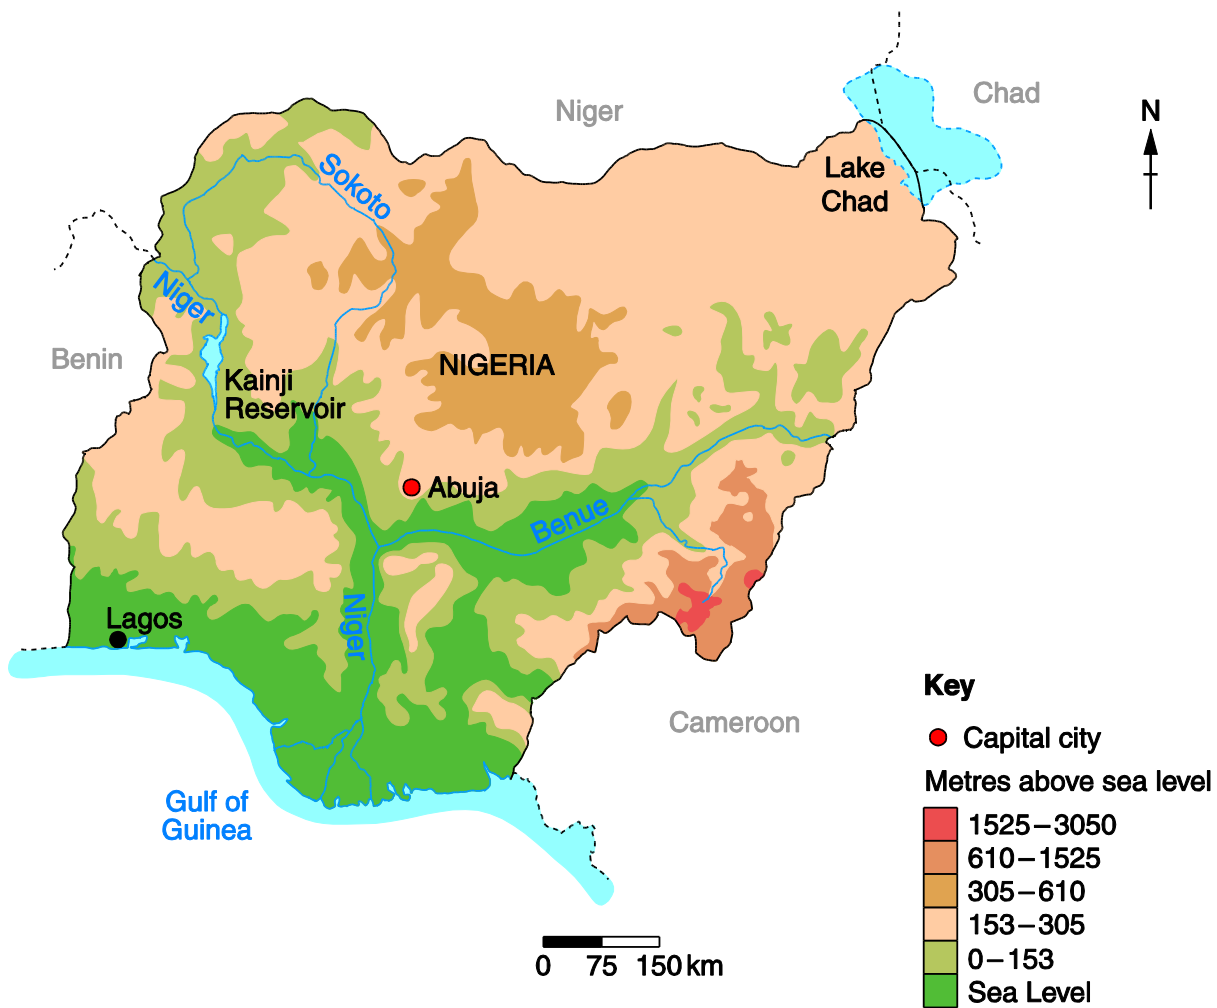 Niger
Chad
N
Lake
Chad
Sokoto
Niger
Benin
NIGERIA
Kainji
Reservoir
Abuja
Benue
Lagos
Niger
Key
Cameroon
Capital city
Metres above sea level
Gulf of
Guinea
1525–3050
610–1525
305–610
153–305
0–153
Sea Level
0 75 150 km